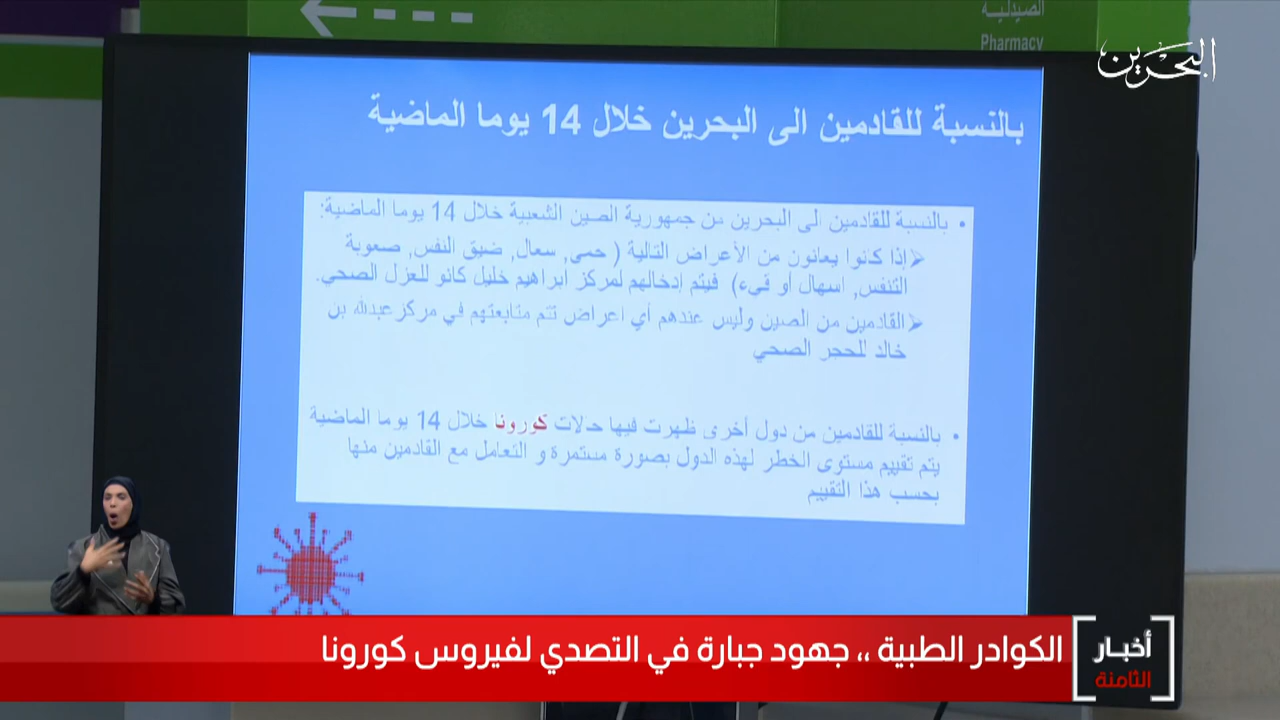 الصيدلية
Pharmacy
البحرين
بالنسبة للقادمين الى البحرين خلال 14 يوما الماضية
• بالنسبة للقادمين الى البحرين من جمهورية الصين الشعبية خلال 14 يوما الماضية:
إذا كانوا يعانون من الأعراض التالية ( حمى, سعال, ضيق النفس, صعوبة
التنفس, اسهال أو قيء) فيتم إدخالهم لمركز ابراهيم خليل كانو للعزل الصحي.
القادمين من الصين وليس عندهم أي اعراض تتم متابعتهم في مركز عبدالله بن
خالد للحجر الصحي
• بالنسبة للقادمين من دول أخرى ظهرت فيها حالات كورونا خلال 14 يوما الماضية
يتم تقييم مستوى الخطر لهذه الدول بصورة مستمرة و التعامل مع القادمين منها
بحسب هذا التقييم
الكوادر الطبية ،، جهود جبارة في التصدي لفيروس كورونا
أخبار
الثامنة